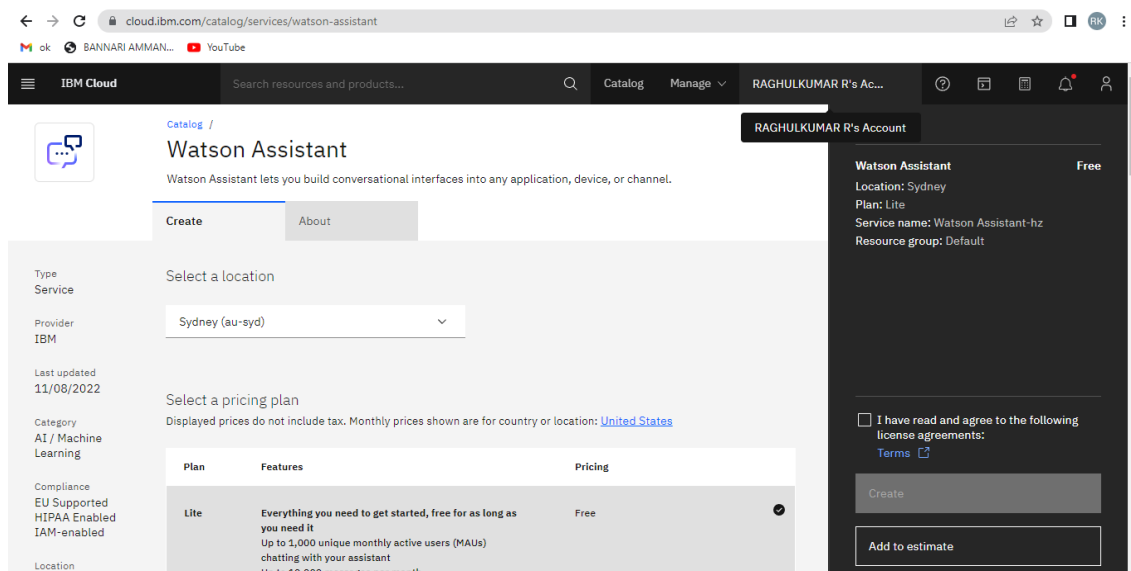 cloud.ibm.com/catalog/services/watson-assistant
RK
ok BANNARI AMMAN... YouTube
IBM Cloud Search resources and products... Catalog Manage RAGHULKUMAR R's Ac...
RAGHULKUMAR R's Account
Catalog /
Watson Assistant
Watson Assistant lets you build conversational interfaces into any application, device, or channel.
Create About
Type
Service
Provider
IBM
Last updated
11/08/2022
Category
AI / Machine
Learning
Compliance
EU Supported
HIPAA Enabled
IAM-enabled
Location
Select a location
Sydney (au-syd)
Select a pricing plan
Displayed prices do not include tax. Monthly prices shown are for country or location: United States
Plan Features Pricing
Lite Everything you need to get started, free for as long as Free
you need it
Up to 1,000 unique monthly active users (MAUs)
chatting with your assistant
Watson Assistant Free
Location: Sydney
Plan: Lite
Service name: Watson Assistant-hz
Resource group: Default
I have read and agree to the following
license agreements:
Terms
Create
Add to estimate